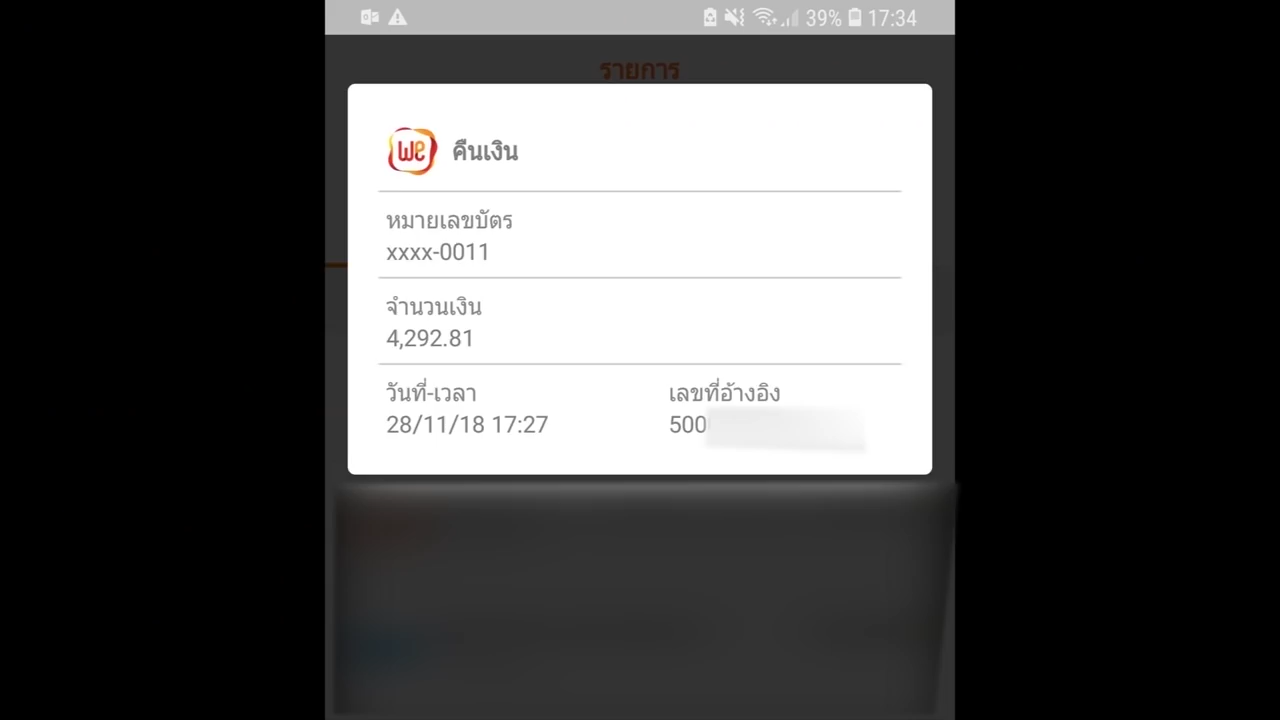 39% 17:34
รายการ
we คืนเงิน
หมายเลขบัตร
xxxx-0011
จำนวนเงิน
4,292.81
วันที่-เวลา เลขที่อ้างอิง
28/11/18 17:27 500